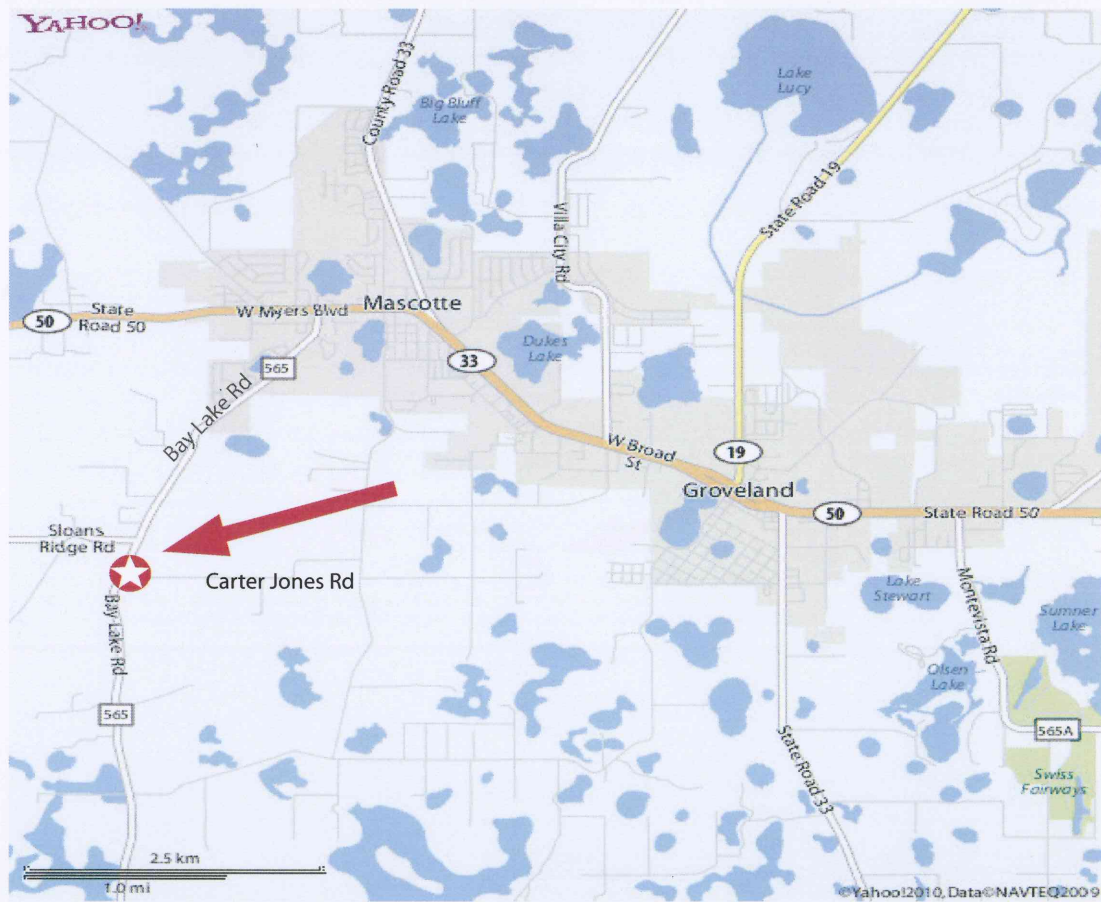 YAHOO!
County Road 33
Big Bluff
Lake
Lake
Lucy
State Road 19
Villa City Rd
State
Road 50
50
W Myers Blvd
Mascotte
33
Dukes
Lake
565
Bay Lake Rd
W Broad
St
19
Groveland
50
State Road 50
Sloans
Ridge Rd
Carter Jones Rd
Bay Lake Rd
565
Lake
Stewart
Montevista Rd
Sumner
Lake
Olsen
Lake
565A
State Road 33
Swiss
Fairways
2.5 km
1.0 mi
©Yahoo!2010, Data©NAVTEQ2009